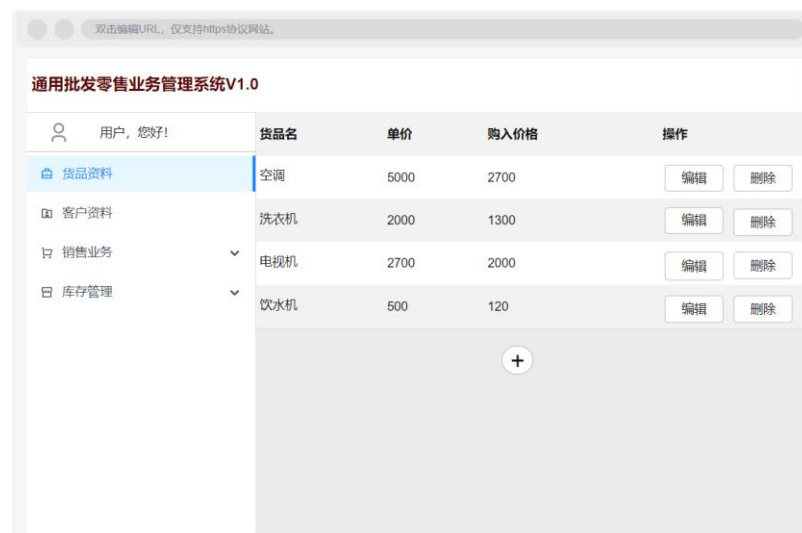 双击编辑URL，仅支持https协议网站。
通用批发零售业务管理系统V1.0
用户，您好!
货品名 单价 购入价格 操作
货品资料
空调 5000 2700 编辑 删除
客户资料
洗衣机 2000 1300 编辑 删除
销售业务
电视机 2700 2000 编辑 删除
库存管理
饮水机 500 120 编辑 删除
+